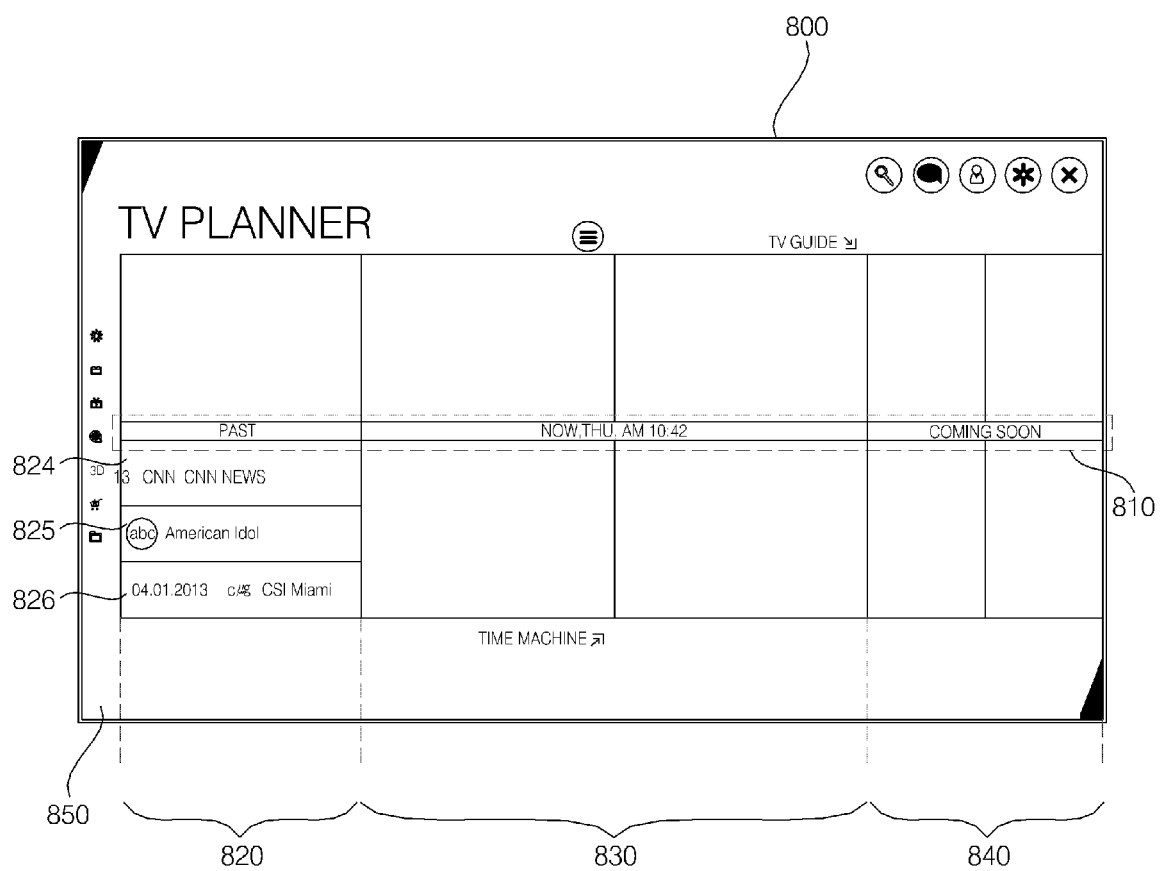 800
TV PLANNER
TV GUIDE
PAST
NOW,THU. AM 10:42
COMING SOON
824
3D
13 CNN CNN NEWS
810
825
abc American Idol
826
04.01.2013 CSI Miami
TIME MACHINE
850
820
830
840